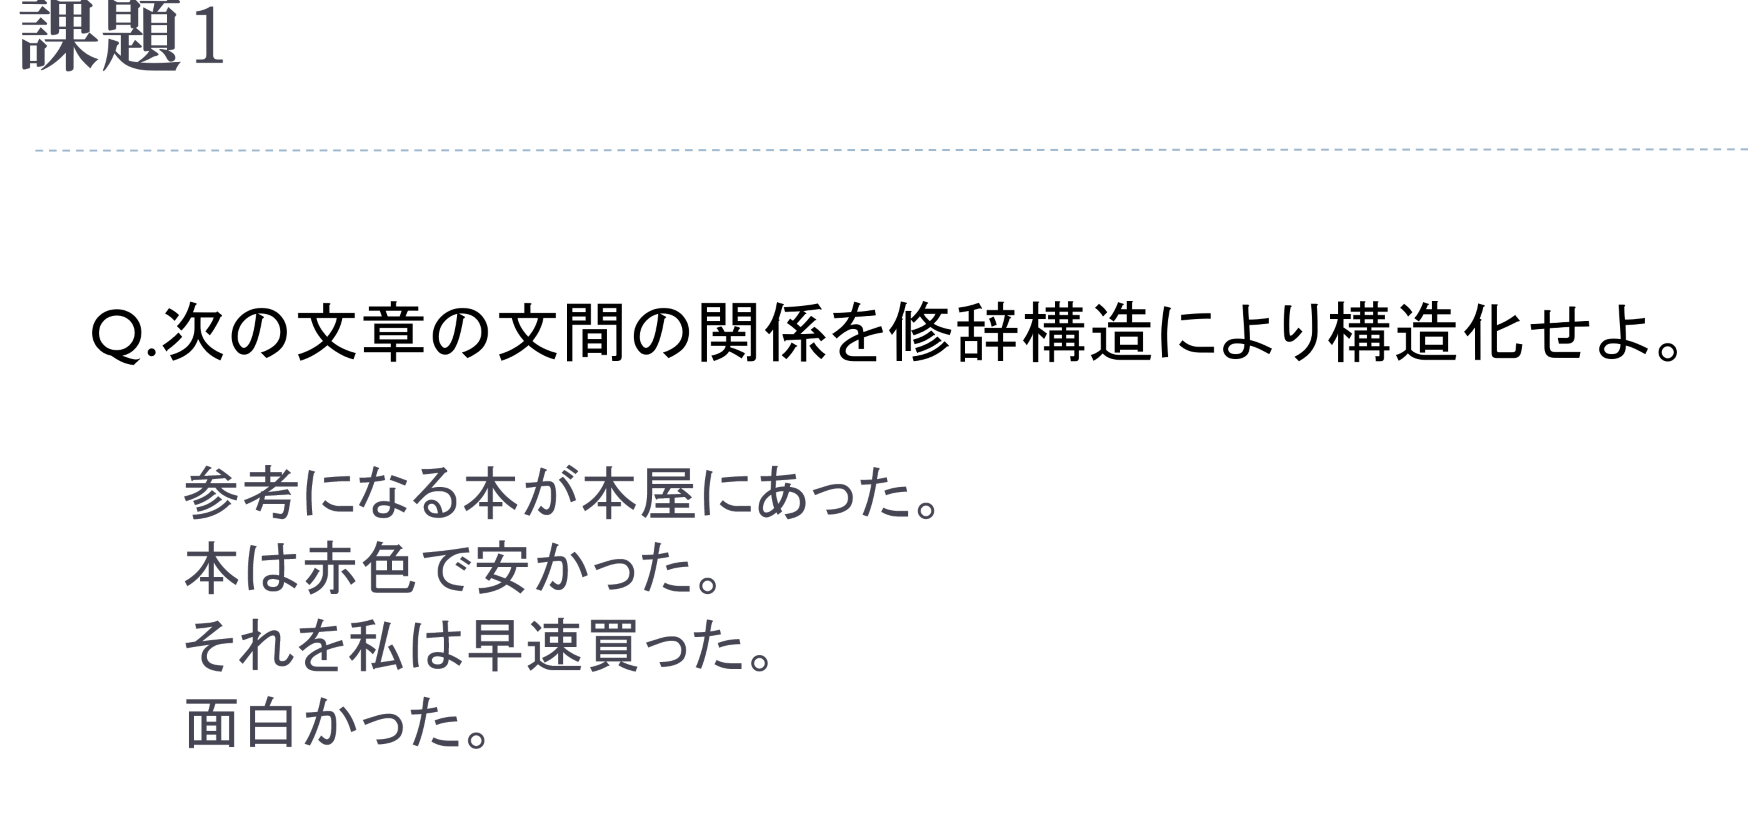 課題1
Q.次の文章の文間の関係を修辞構造により構造化せよ。
参考になる本が本屋にあった。
本は赤色で安かった。
それを私は早速買った。
面白かった。